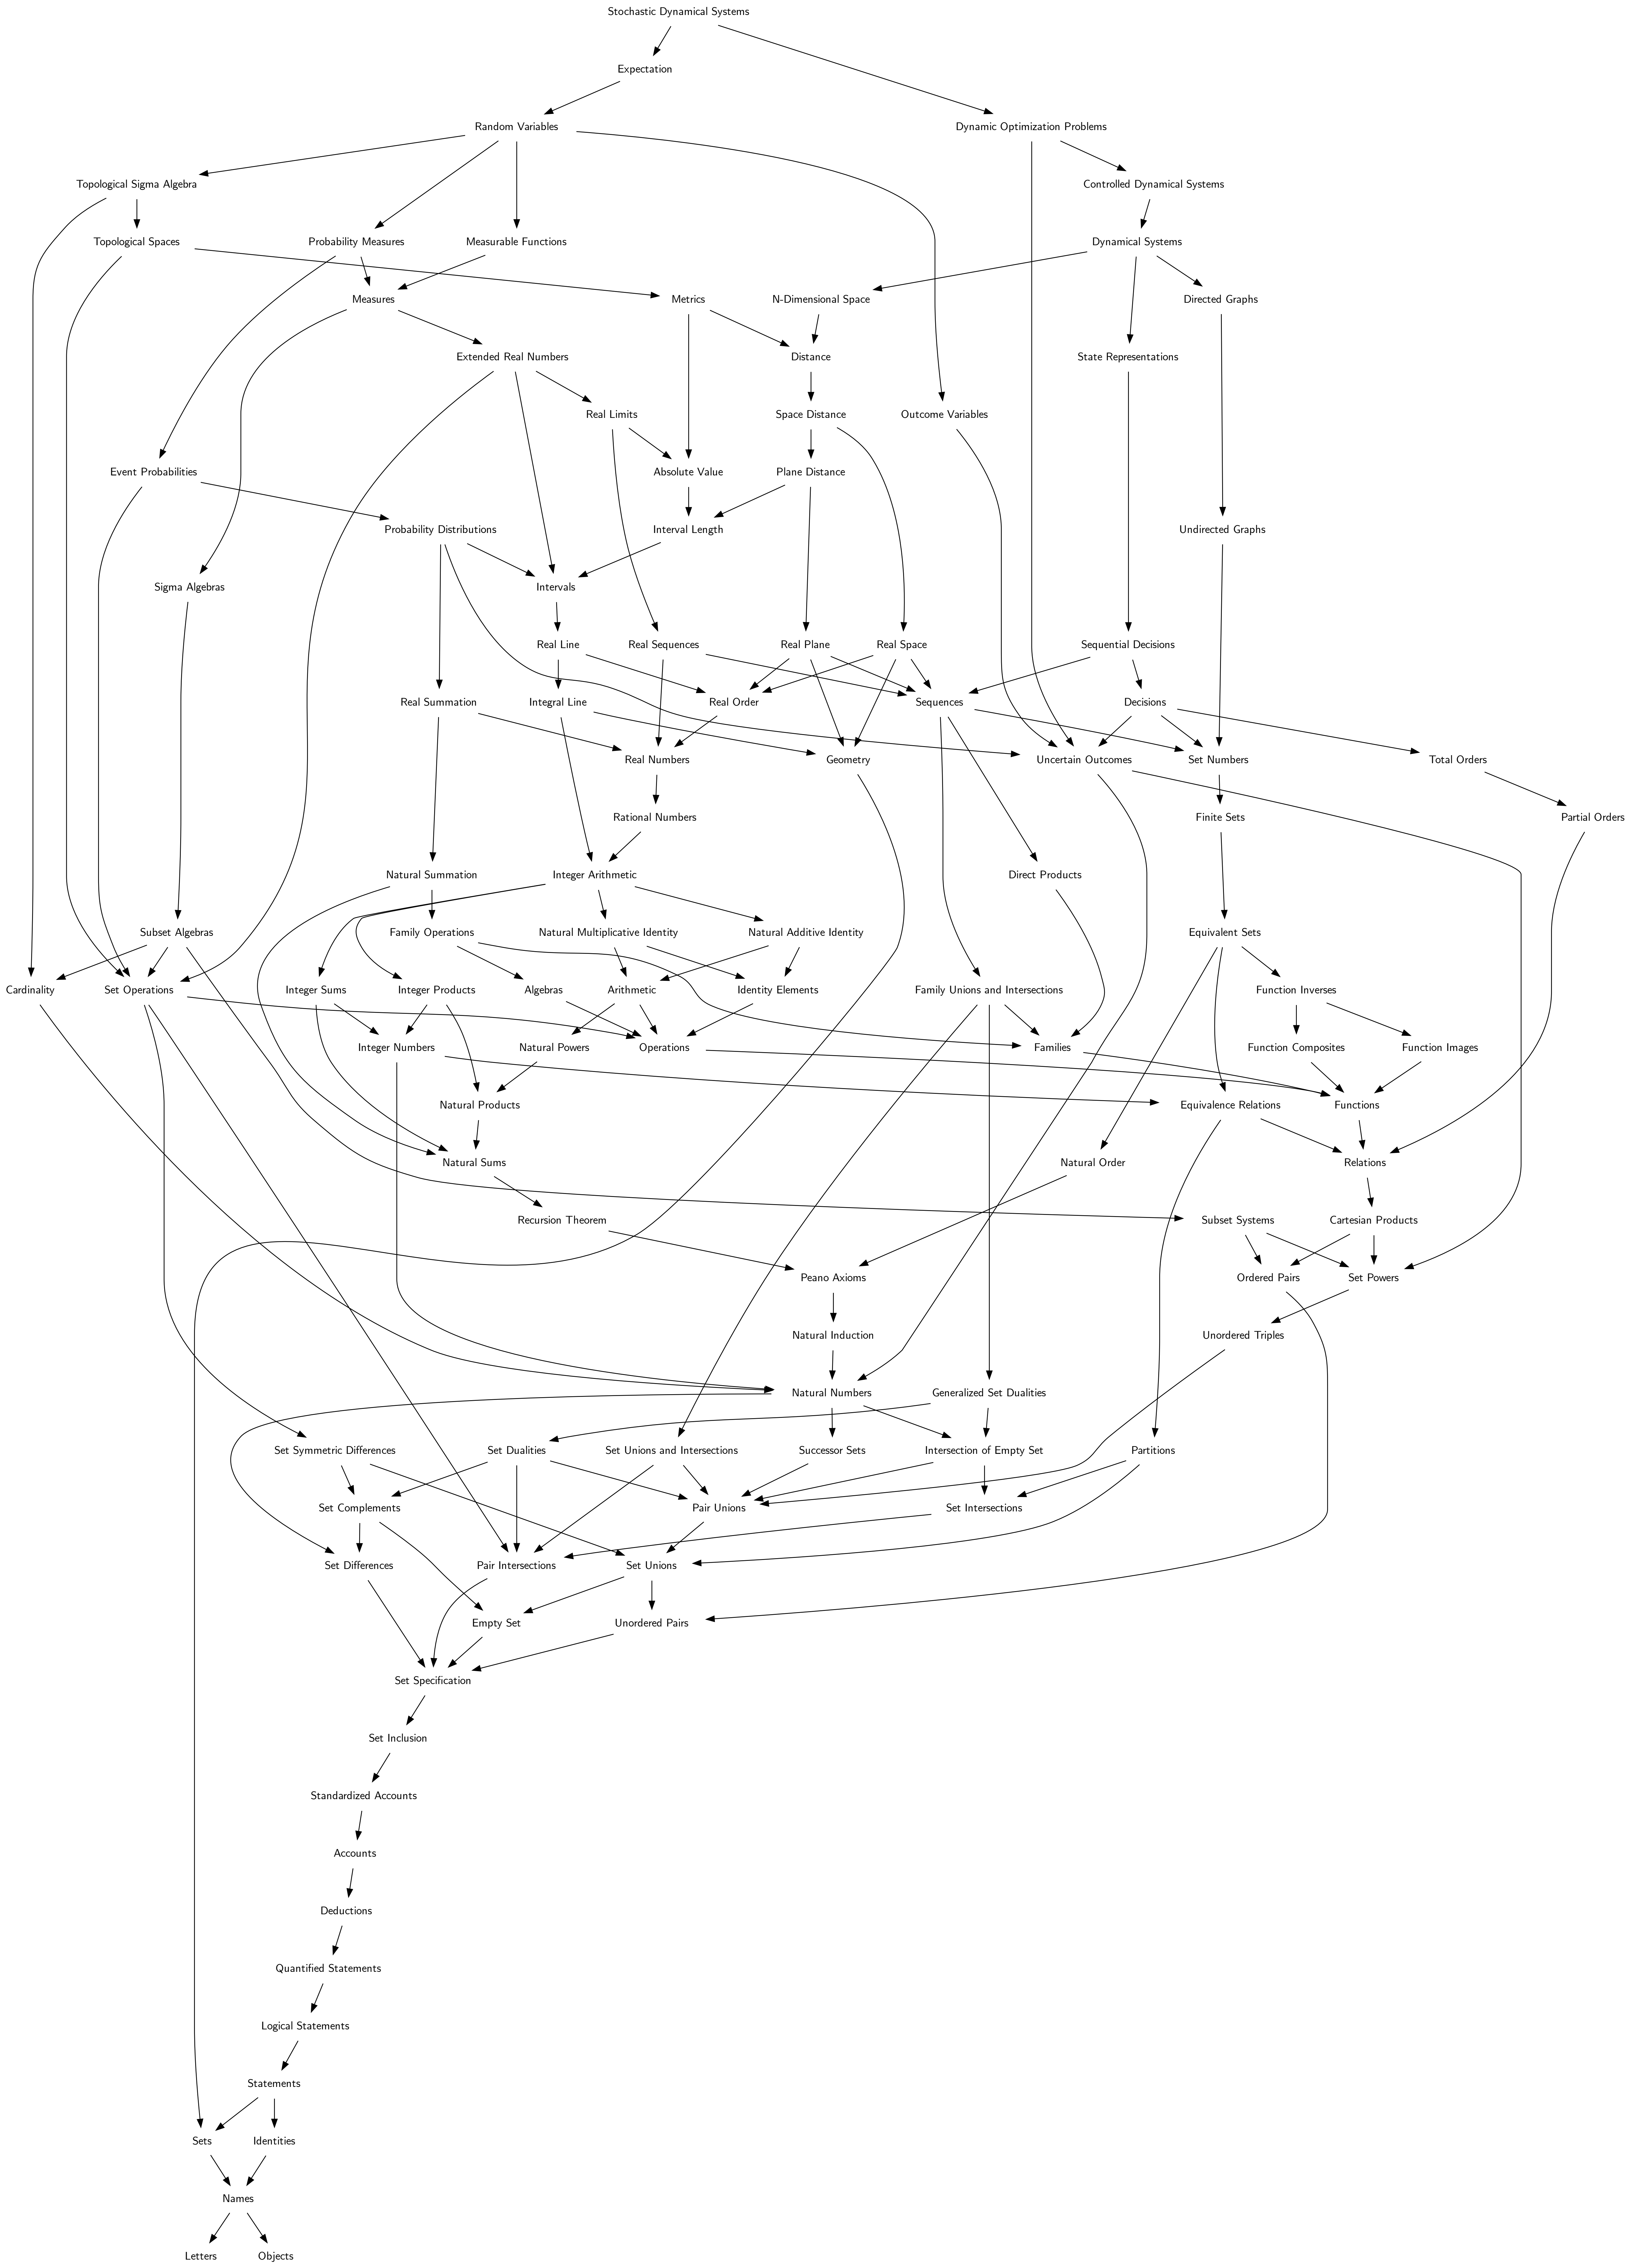 Stochastic Dynamical Systems
Expectation
Random Variables
Dynamic Optimization Problems
Topological Sigma Algebra
Controlled Dynamical Systems
Topological Spaces
Probability Measures
Measurable Functions
Dynamical Systems
Measures
Metrics
N-Dimensional Space
Directed Graphs
Extended Real Numbers
Distance
State Representations
Real Limits
Space Distance
Outcome Variables
Event Probabilities
Absolute Value
Plane Distance
Probability Distributions
Interval Length
Undirected Graphs
Sigma Algebras
Intervals
Real Line
Real Sequences
Real Plane
Real Space
Sequential Decisions
Real Summation
Integral Line
Real Order
Sequences
Decisions
Real Numbers
Geometry
Uncertain Outcomes
Set Numbers
Total Orders
Rational Numbers
Finite Sets
Partial Orders
Natural Summation
Integer Arithmetic
Direct Products
Subset Algebras
Family Operations
Natural Multiplicative Identity
Natural Additive Identity
Equivalent Sets
Cardinality
Set Operations
Integer Sums
Integer Products
Algebras
Arithmetic
Identity Elements
Family Unions and Intersections
Function Inverses
Integer Numbers
Natural Powers
Operations
Families
Function Composites
Function Images
Natural Products
Equivalence Relations
Functions
Natural Sums
Natural Order
Relations
Recursion Theorem
Subset Systems
Cartesian Products
Peano Axioms
Ordered Pairs
Set Powers
Natural Induction
Unordered Triples
Natural Numbers
Generalized Set Dualities
Set Symmetric Differences
Set Dualities
Set Unions and Intersections
Successor Sets
Intersection of Empty Set
Partitions
Set Complements
Pair Unions
Set Intersections
Set Differences
Pair Intersections
Set Unions
Empty Set
Unordered Pairs
Set Specification
Set Inclusion
Standardized Accounts
Accounts
Deductions
Quantified Statements
Logical Statements
Statements
Sets
Identities
Names
Letters
Objects